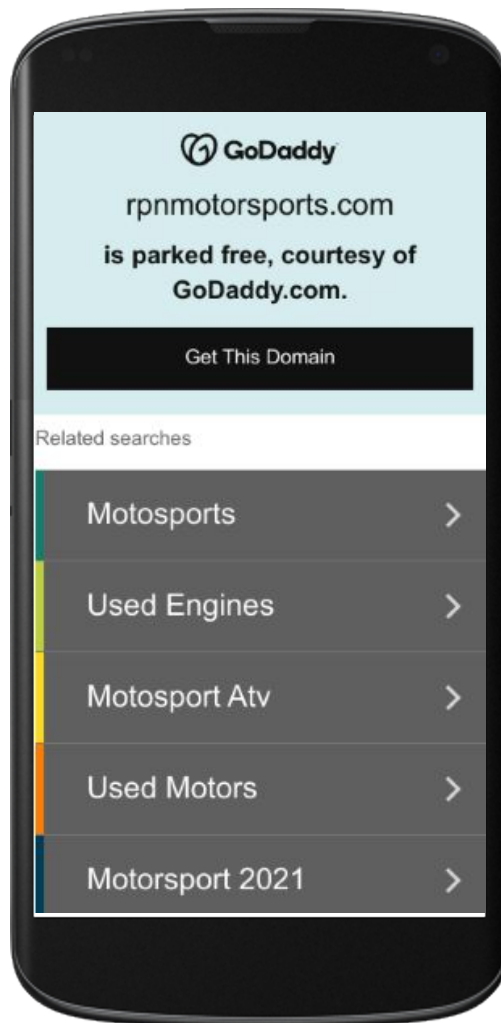 GoDaddy
rpnmotorsports.com
is parked free, courtesy of
GoDaddy.com.
Get This Domain
Related searches
Motosports
Used Engines
Motosport Atv
Used Motors
Motorsport 2021